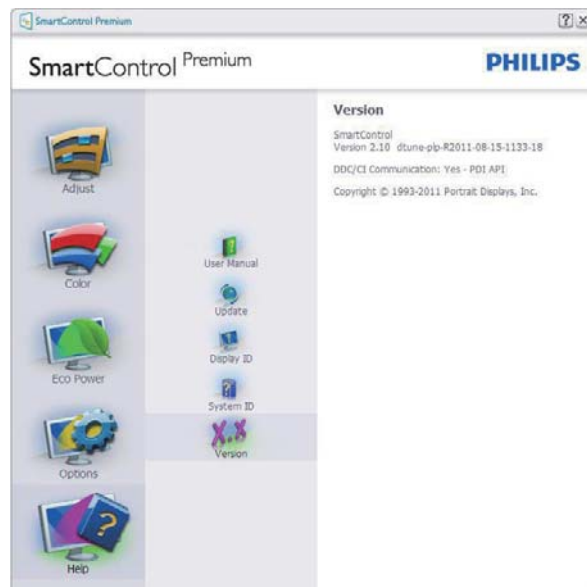 SmartControl Premium
SmartControl Premium
PHILIPS
Adjust
Color
Eco Power
Options
Help
User Manual
Update
Display ID
System ID
X.X
Version
Version
SmartControl
Version 2.10 dtune-plp-R2011-08-15-1133-18
DDC/CI Communication: Yes - PDI API
Copyright © 1993-2011 Portrait Displays, Inc.